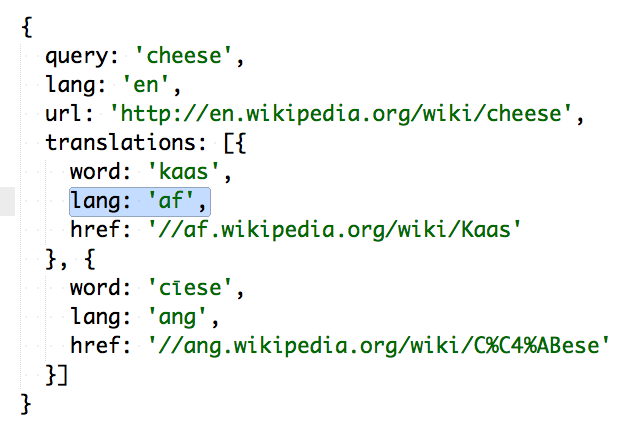 {
  query: 'cheese',
  lang: 'en',
  url: 'http://en.wikipedia.org/wiki/cheese',
  translations: [{
    word: 'kaas',
    lang: 'af',
    href: '//af.wikipedia.org/wiki/Kaas'
  }, {
    word: 'cīese',
    lang: 'ang',
    href: '//ang.wikipedia.org/wiki/C%C4%ABese'
  }]
}